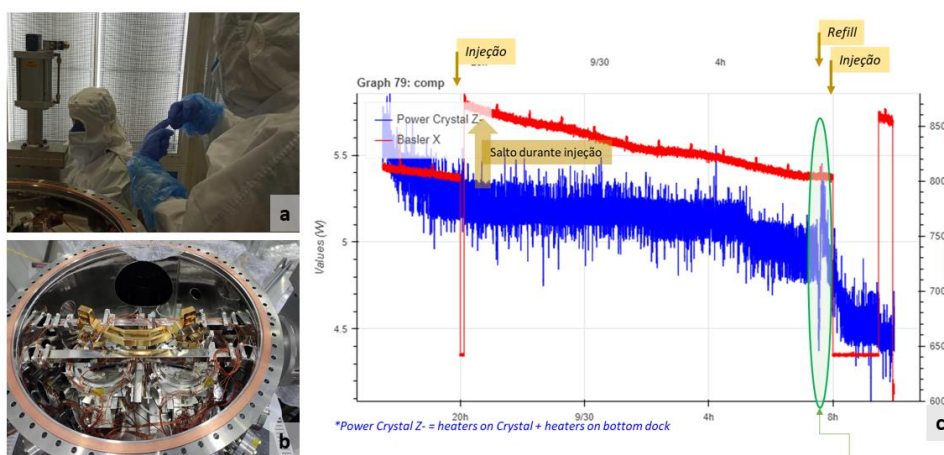 a
b
Injeção
Refill
Injeção
9/30
4h
Graph 79: comp
Power Crystal Z-
Basler X
Salto durante injeção
Values (W)
5.5
5
4.5
850
800
750
700
650
600
20h
9/30
4h
8h
c
*Power Crystal Z- = heaters on Crystal + heaters on bottom dock